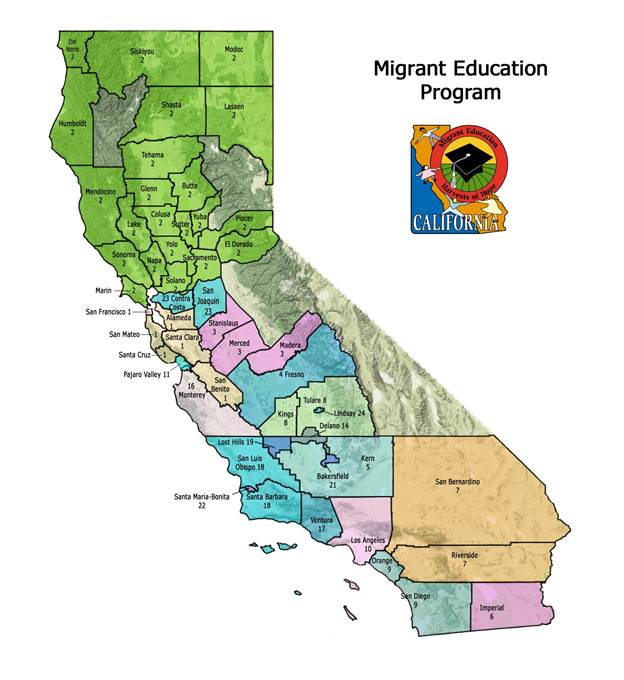 Migrant Education
Program
Migrant Education
Harvests of Hope
CALIFORNIA
Del
Norte
2
Siskiyou
2
Modoc
2
Humboldt
2
Shasta
2
Lassen
2
Tehama
2
Mendocino
2
Glenn
2
Butte
2
Lake
2
Colusa
2
Sutter
2
Yuba
2
Placer
2
Sonoma
2
Napa
2
Yolo
2
Sacramento
2
El Dorado
2
Solano
2
Marin
2
San Francisco 1
23 Contra
Costa
San
Joaquin
23
Alameda
1
San Mateo
1
Santa Clara
1
Stanislaus
3
Merced
3
Madera
3
Santa Cruz
1
Pajaro Valley 11
San
Benito
1
4 Fresno
16
Monterey
Kings
8
Tulare 8
Lindsay 24
Delano 14
Lost Hills 19
San Luis
Obispo 18
Kern
5
Bakersfield
21
San Bernardino
7
Santa Maria-Bonita
22
Santa Barbara
18
Ventura
17
Los Angeles
10
Orange
9
Riverside
7
San Diego
9
Imperial
6